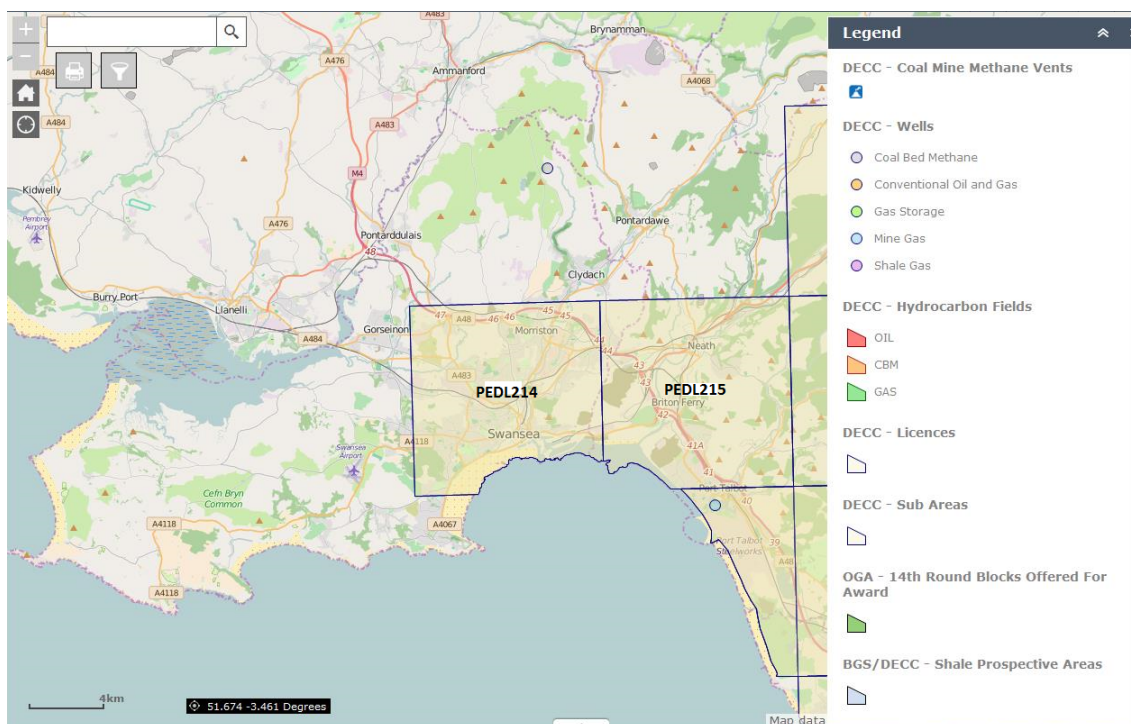 +
−
Legend
DECC - Coal Mine Methane Vents
DECC - Wells
Coal Bed Methane
Conventional Oil and Gas
Gas Storage
Mine Gas
Shale Gas
DECC - Hydrocarbon Fields
OIL
CBM
GAS
DECC - Licences
DECC - Sub Areas
OGA - 14th Round Blocks Offered For
Award
BGS/DECC - Shale Prospective Areas
A483
Brynamman
A476
A484
Ammanford
A4068
A483
A484
M4
Kidwelly
Pembrey
Airport
A476
Pontardawe
Pontarddulais
48
Clydach
Burry Port
Llanelli
Gorseinon
47
A48
46
46
45
45
Morriston
A484
44
44
Neath
43
43
A483
PEDL214
PEDL215
Briton Ferry
42
Swansea
A4118
41A
Swansea
Airport
41
Port Talbot
40
Cefn Bryn
Common
A4118
A4067
Port Talbot
Steelworks
39
A48
A4118
4km
51.674 -3.461 Degrees
Map data